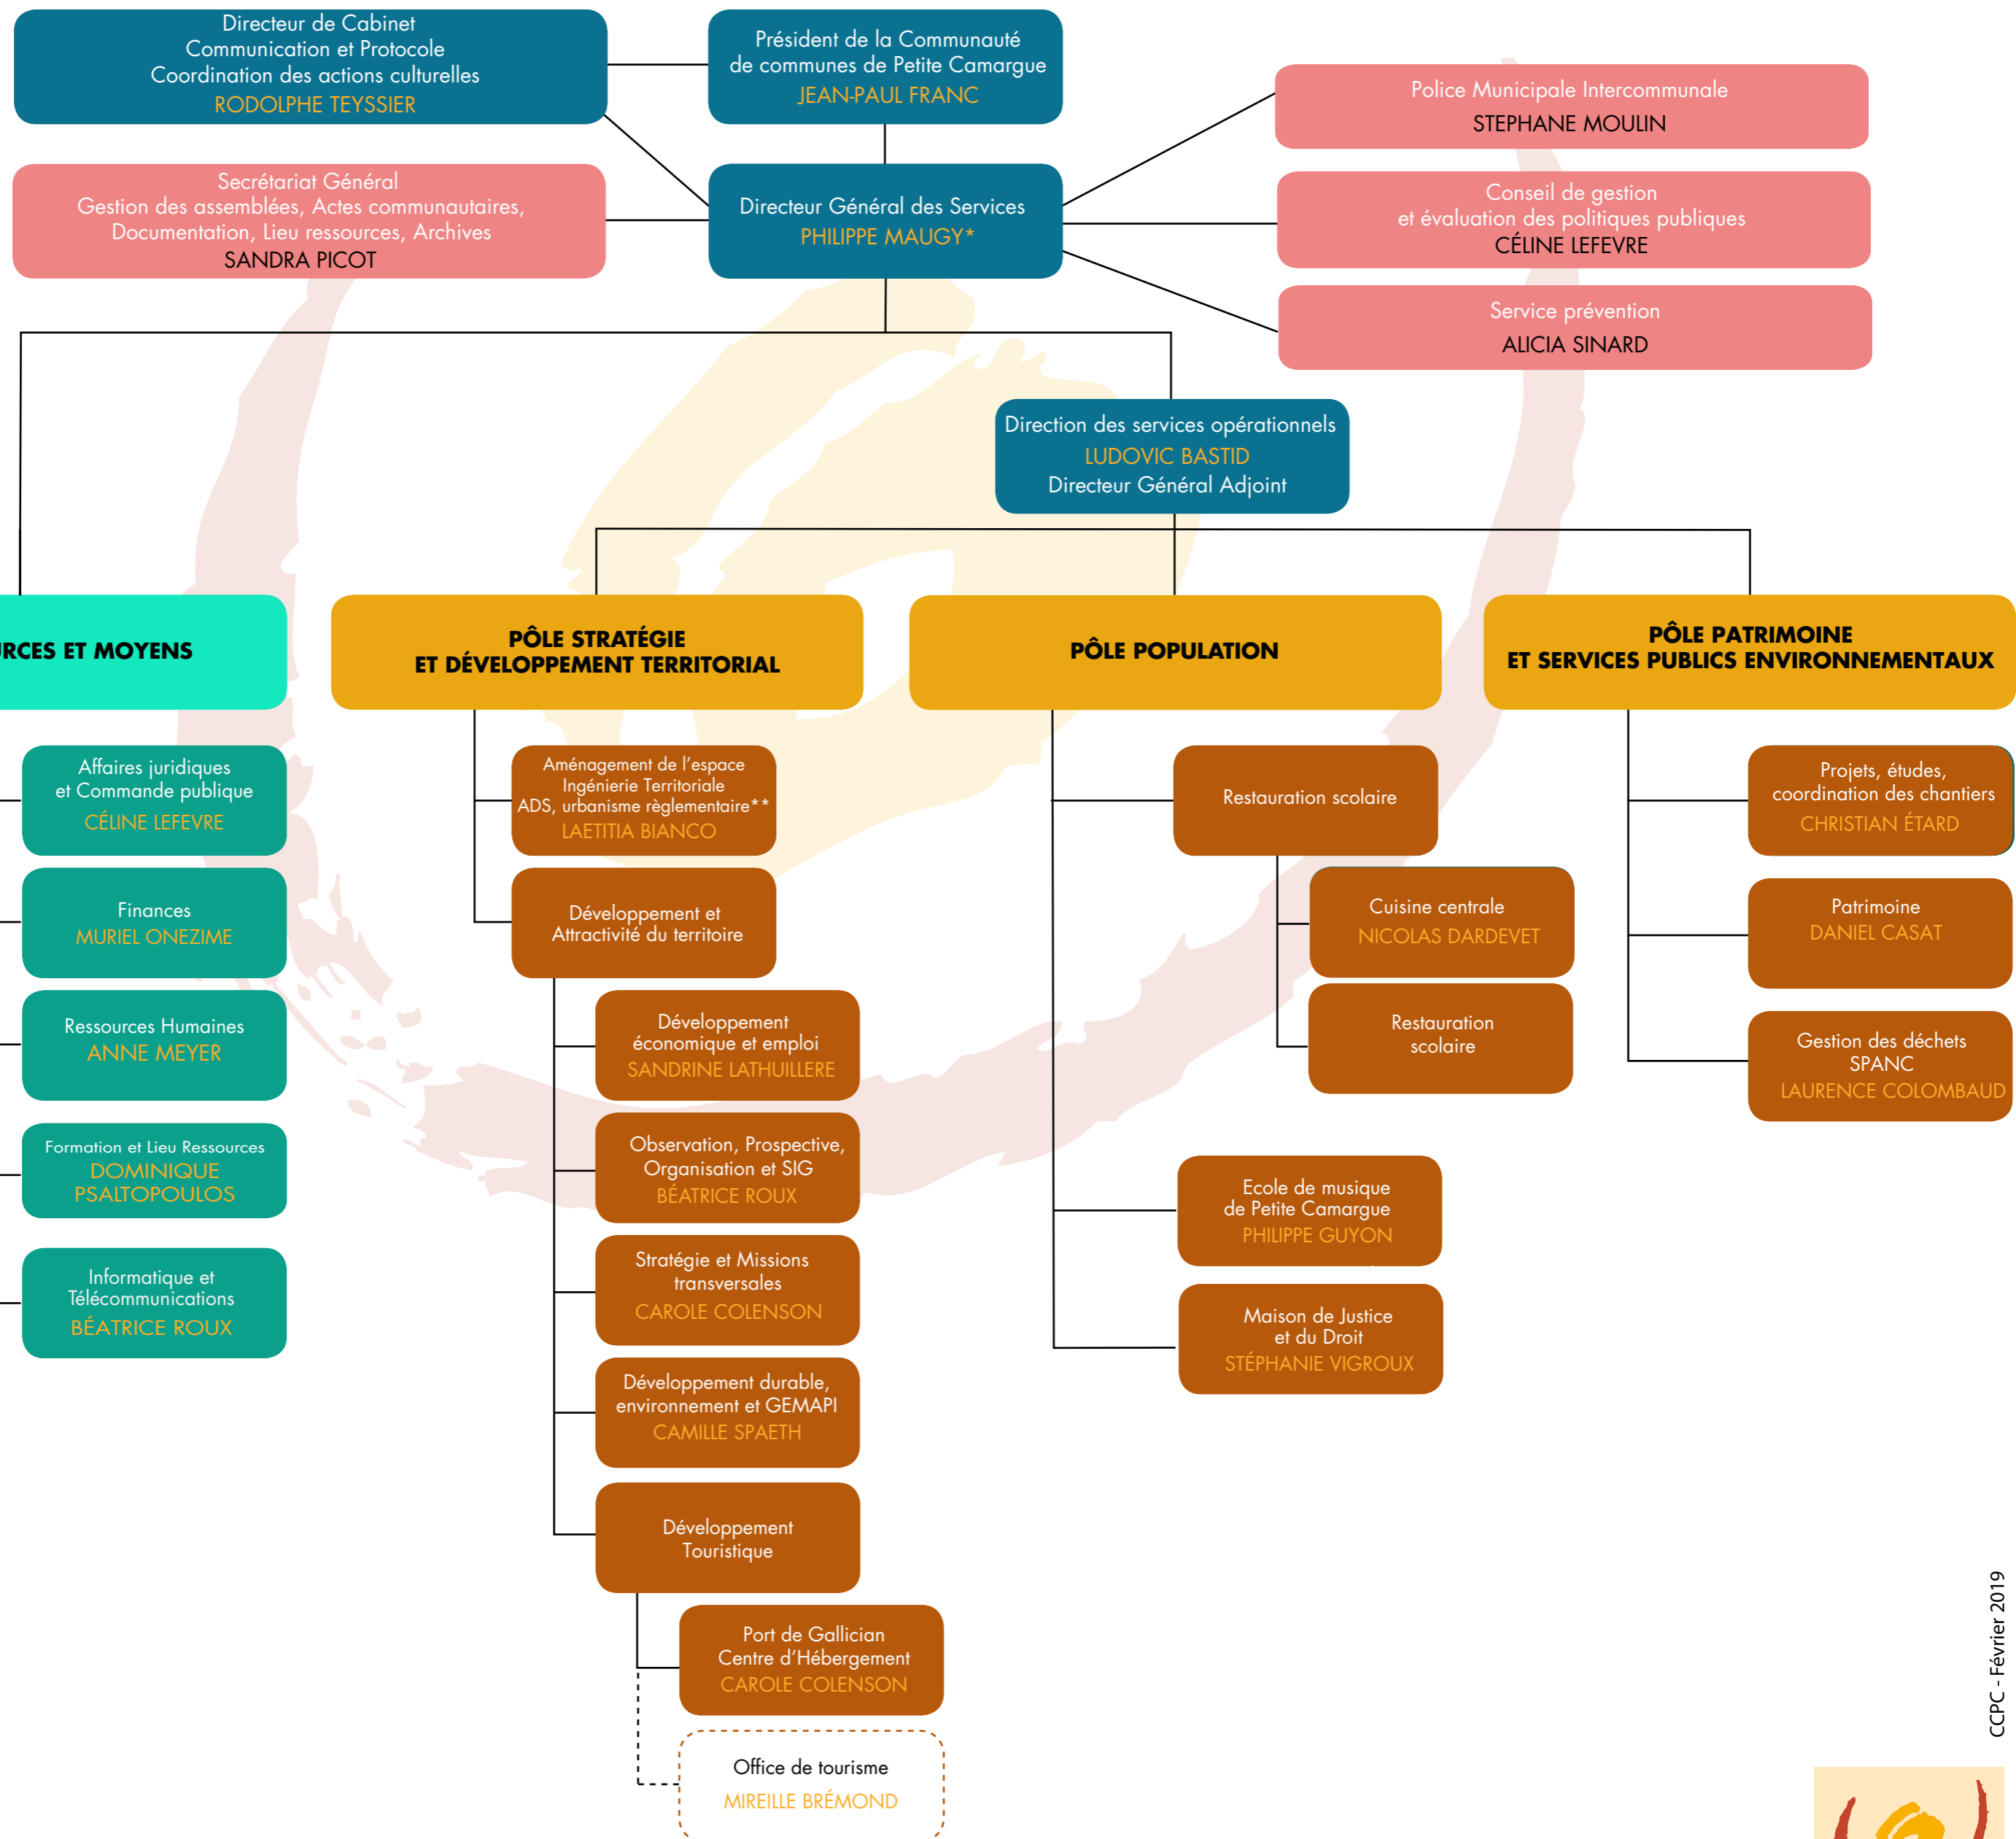 Directeur de Cabinet
Communication et Protocole
Coordination des actions culturelles
RODOLPHE TEYSSIER
Président de la Communauté
de communes de Petite Camargue
JEAN-PAUL FRANC
Police Municipale Intercommunale
STEPHANE MOULIN
Secrétariat Général
Gestion des assemblées, Actes communautaires,
Documentation, Lieu ressources, Archives
SANDRA PICOT
Directeur Général des Services
PHILIPPE MAUGY*
Conseil de gestion
et évaluation des politiques publiques
CÉLINE LEFEVRE
Service prévention
ALICIA SINARD
Direction des services opérationnels
LUDOVIC BASTID
Directeur Général Adjoint
ET MOYENS
Affaires juridiques
et Commande publique
CÉLINE LEFEVRE
Finances
MURIEL ONEZIME
Ressources Humaines
ANNE MEYER
Formation et Lieu Ressources
DOMINIQUE
PSALTOPOULOS
Informatique et
Télécommunications
BÉATRICE ROUX
PÔLE STRATÉGIE
ET DÉVELOPPEMENT TERRITORIAL
Aménagement de l'espace
Ingénierie Territoriale
ADS, urbanisme règlementaire**
LAETITIA BIANCO
Développement et
Attractivité du territoire
Développement
économique et emploi
SANDRINE LATHUILLERE
Observation, Prospective,
Organisation et SIG
BÉATRICE ROUX
Stratégie et Missions
transversales
CAROLE COLENSON
Développement durable,
environnement et GEMAPI
CAMILLE SPAETH
Développement
Touristique
Port de Gallician
Centre d'Hébergement
CAROLE COLENSON
Office de tourisme
MIREILLE BRÉMOND
PÔLE POPULATION
Restauration scolaire
Cuisine centrale
NICOLAS DARDEVET
Restauration
scolaire
Ecole de musique
de Petite Camargue
PHILIPPE GUYON
Maison de Justice
et du Droit
STÉPHANIE VIGROUX
PÔLE PATRIMOINE
ET SERVICES PUBLICS ENVIRONNEMENTAUX
Projets, études,
coordination des chantiers
CHRISTIAN ÉTARD
Patrimoine
DANIEL CASAT
Gestion des déchets
SPANC
LAURENCE COLOMBAUD
CCPC - Février 2019